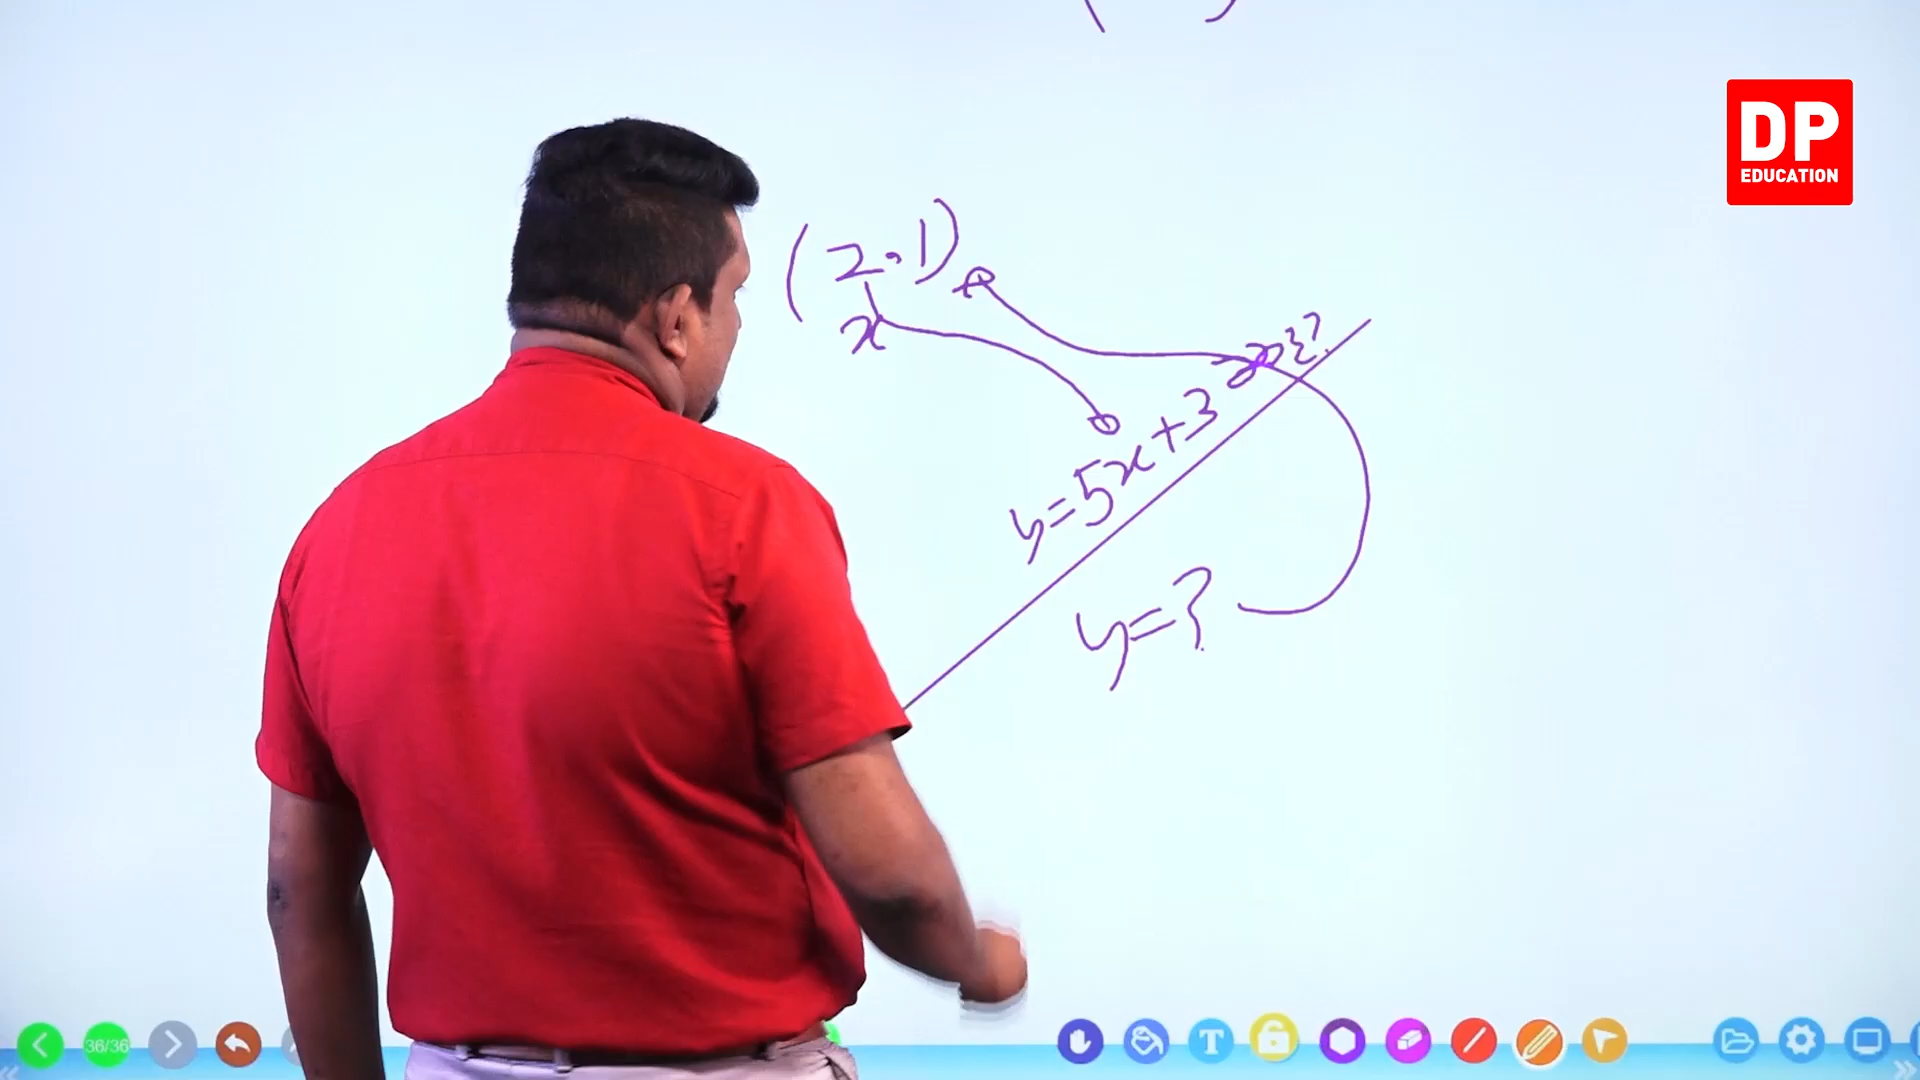 DP
EDUCATION
(2,1)
x
y=5x+3
y=?
36/36
T